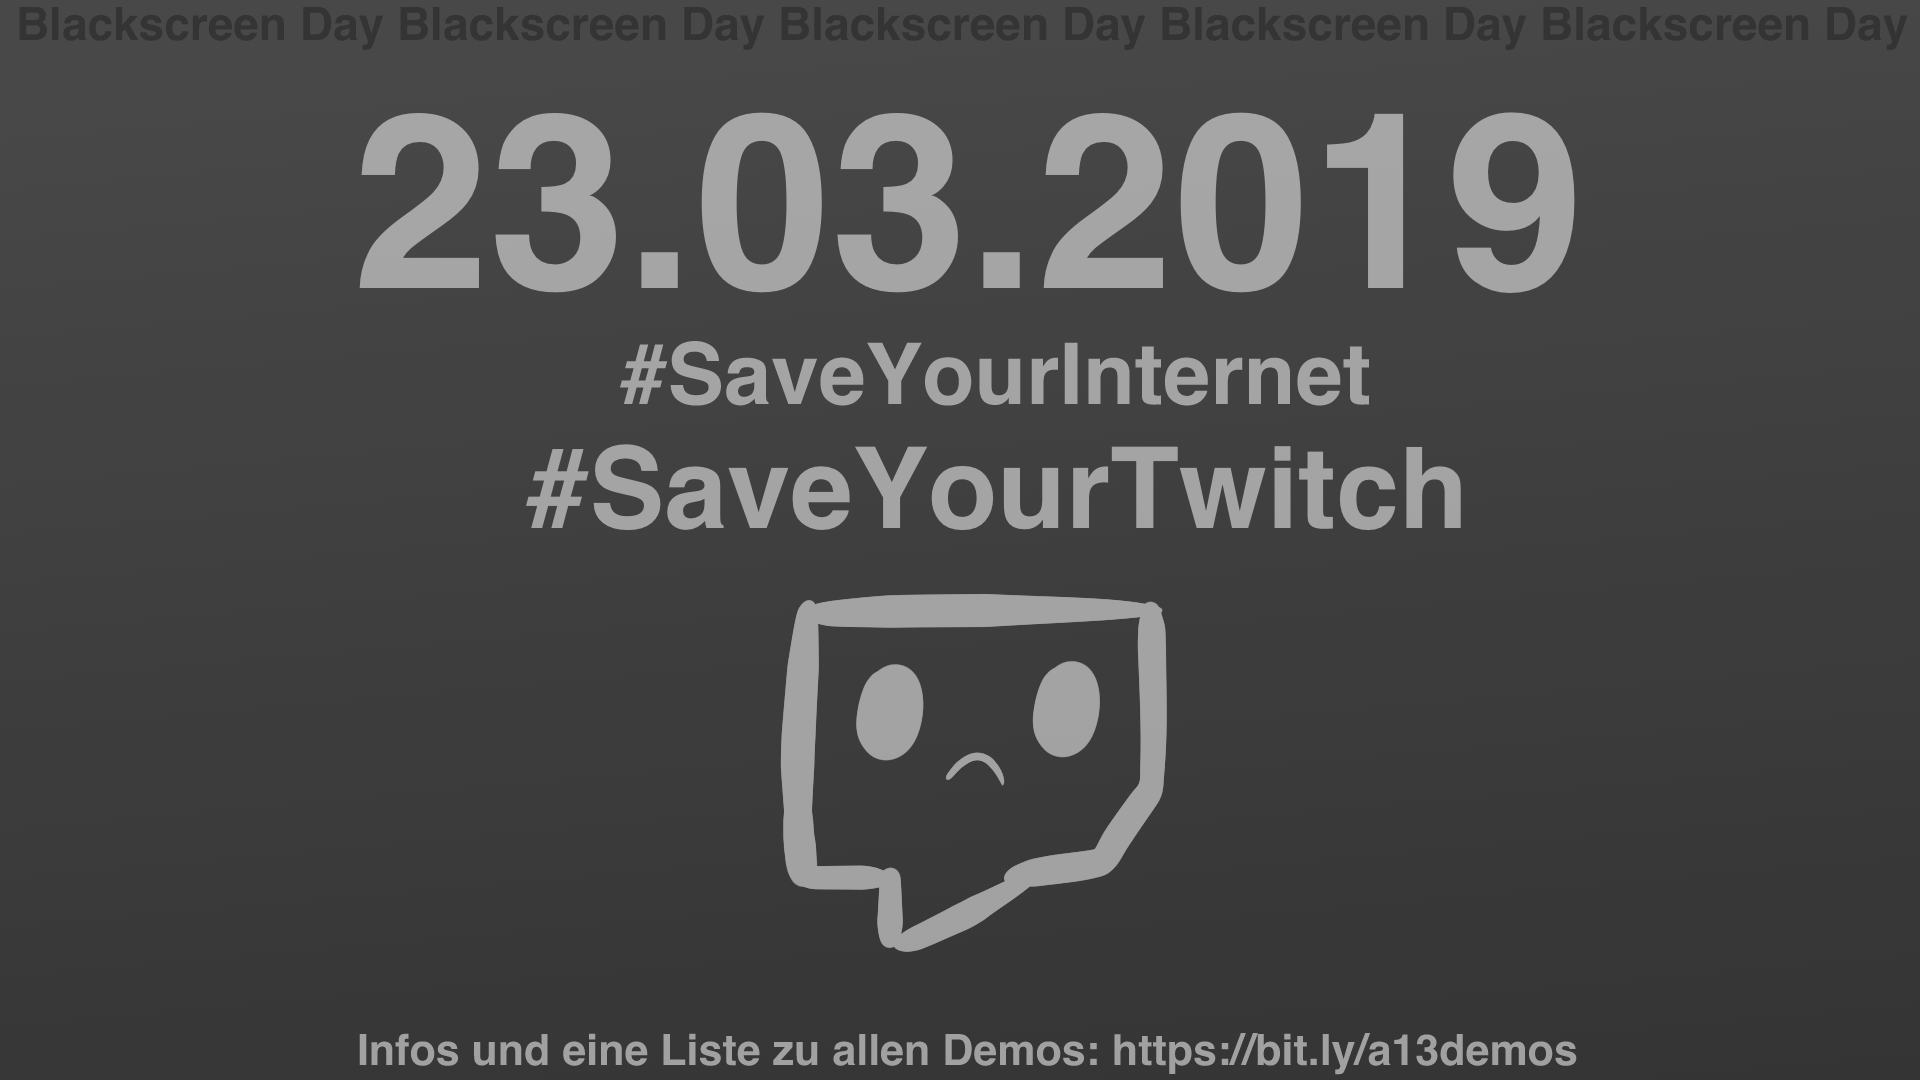 Blackscreen Day Blackscreen Day Blackscreen Day Blackscreen Day Blackscreen Day
23.03.2019
#SaveYourInternet
#SaveYourTwitch
Infos und eine Liste zu allen Demos: https://bit.ly/a13demos